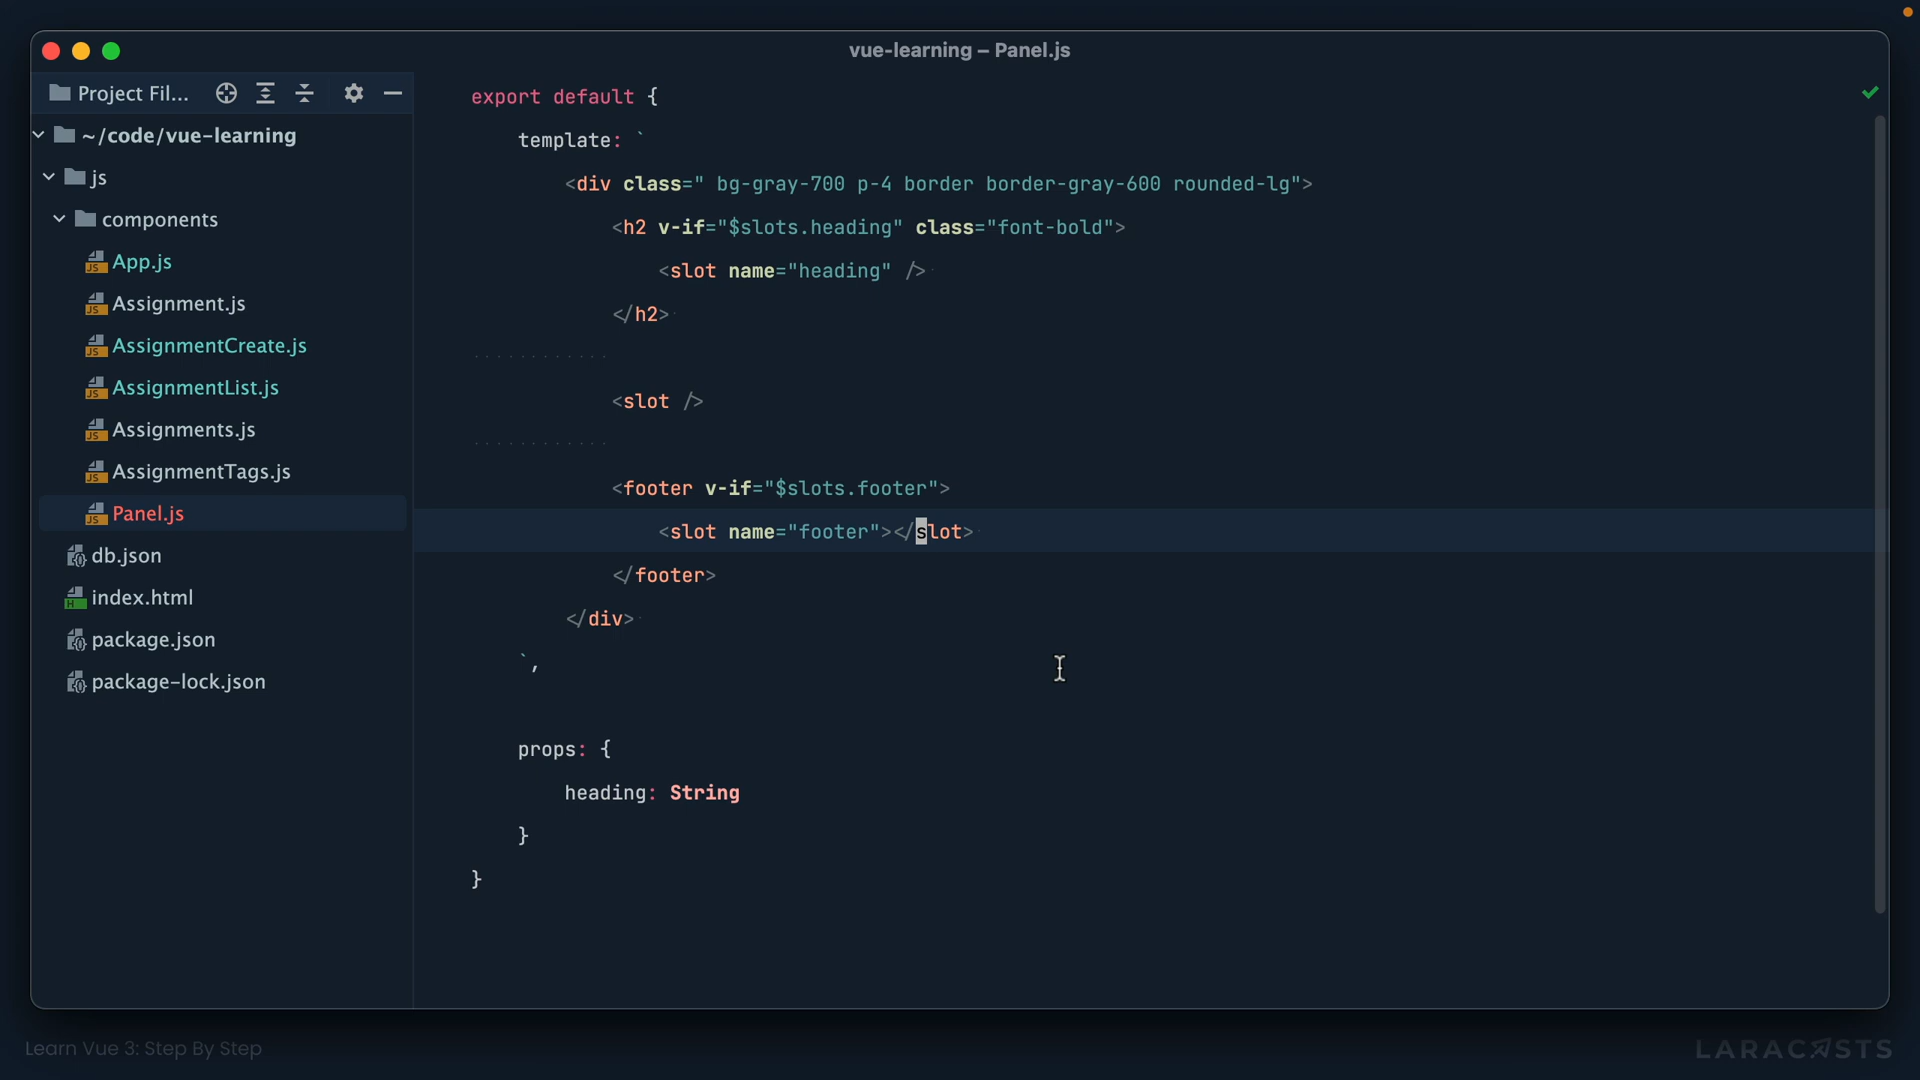 vue-learning – Panel.js
Project Fil...
~/code/vue-learning
js
components
App.js
Assignment.js
AssignmentCreate.js
AssignmentList.js
Assignments.js
AssignmentTags.js
Panel.js
db.json
index.html
package.json
package-lock.json
export default {
template: `
<div class=" bg-gray-700 p-4 border border-gray-600 rounded-lg">
<h2 v-if="$slots.heading" class="font-bold">
<slot name="heading" />
</h2>
<slot />
<footer v-if="$slots.footer">
<slot name="footer"></slot>
</footer>
</div>
`,
props: {
heading: String
}
}
Learn Vue 3: Step By Step
LARACASTS